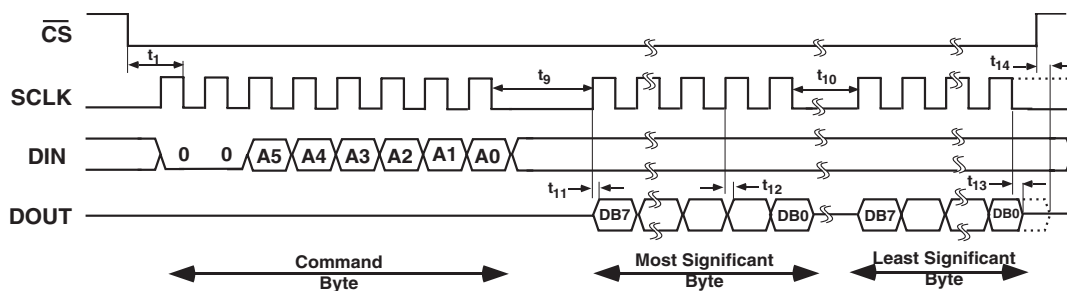 CS
t1
t9
t10
t14
SCLK
DIN
0 0 A5 A4 A3 A2 A1 A0
t11
t12
t13
DOUT
DB7
DB0
DB7
DB0
Command
Byte
Most Significant
Byte
Least Significant
Byte